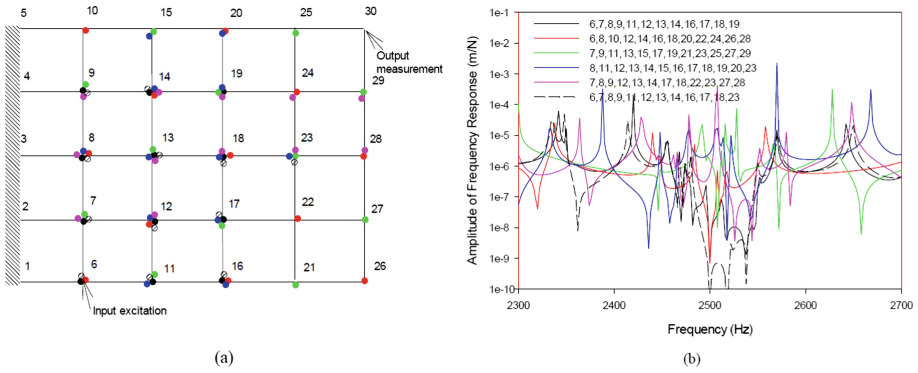 5 10 15 20 25 30
Output
measurement
4 9 14 19 24 29
3 8 13 18 23 28
2 7 12 17 22 27
1 6 11 16 21 26
Input excitation
(a)
Amplitude of Frequency Response (m/N)
1e-1
1e-2
1e-3
1e-4
1e-5
1e-6
1e-7
1e-8
1e-9
1e-10
6,7,8,9,11,12,13,14,16,17,18,19
6,8,10,12,14,16,18,20,22,24,26,28
7,9,11,13,15,17,19,21,23,25,27,29
8,11,12,13,14,15,16,17,18,19,20,23
7,8,9,12,13,14,17,18,22,23,27,28
6,7,8,9,11,12,13,14,16,17,18,23
2300 2400 2500 2600 2700
Frequency (Hz)
(b)